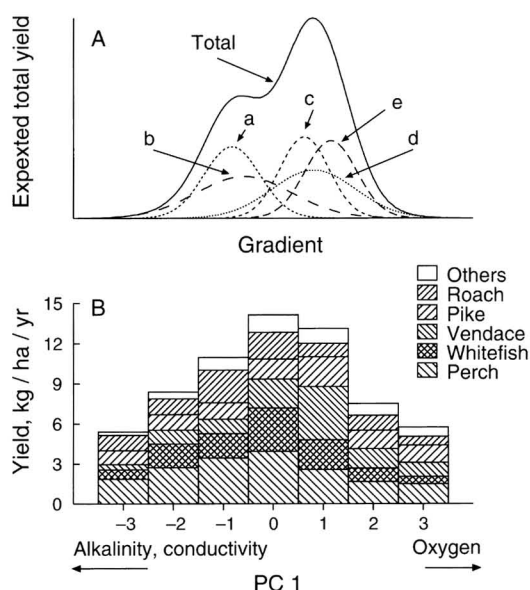 Expexted total yield
A
Total
a
b
c
e
d
Gradient
Yield, kg / ha / yr
B
15
12
9
6
3
0
Others
Roach
Pike
Vendace
Whitefish
Perch
−3 −2 −1 0 1 2 3
Alkalinity, conductivity Oxygen
PC 1